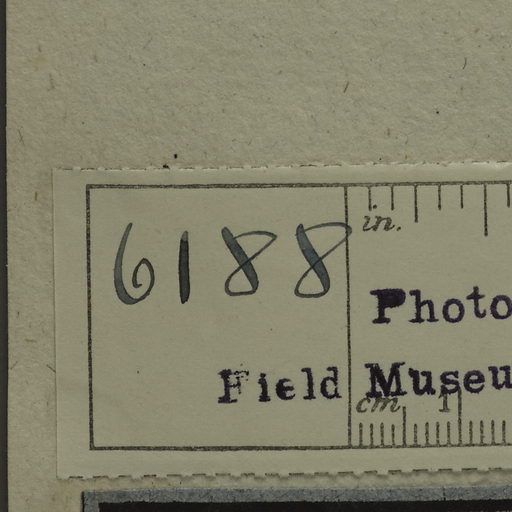 6188
in.
Photo
Field Museu
cm 1